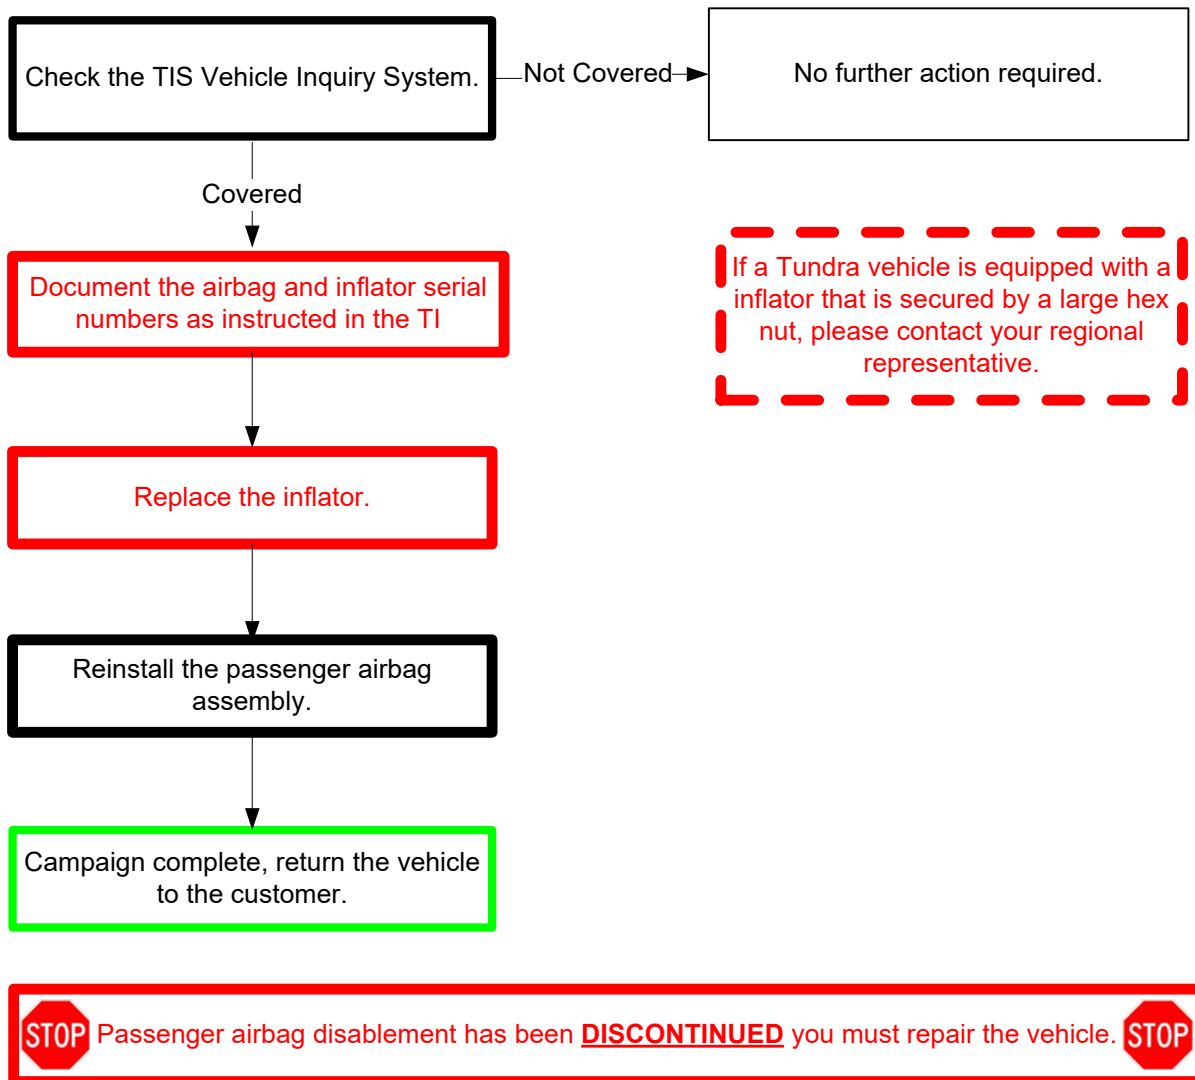 Check the TIS Vehicle Inquiry System.
Not Covered
No further action required.
Covered
Document the airbag and inflator serial
numbers as instructed in the TI
If a Tundra vehicle is equipped with a
inflator that is secured by a large hex
nut, please contact your regional
representative.
Replace the inflator.
Reinstall the passenger airbag
assembly.
Campaign complete, return the vehicle
to the customer.
STOP Passenger airbag disablement has been DISCONTINUED you must repair the vehicle. STOP